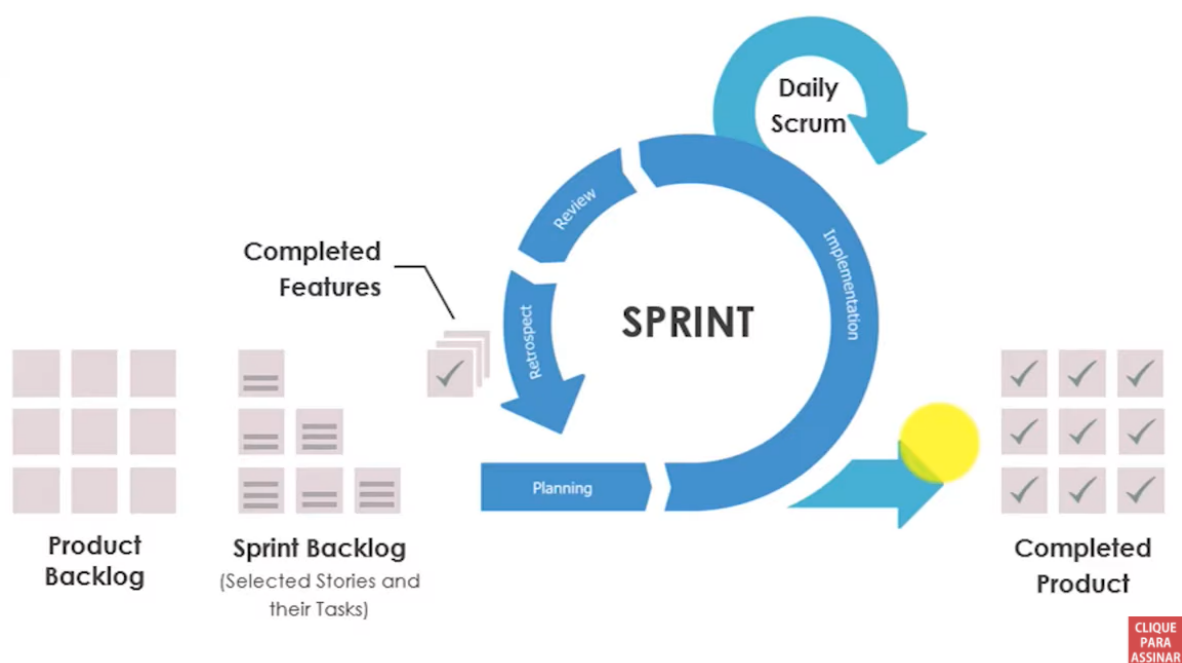 Daily
Scrum
Review
Implementation
Completed
Features
SPRINT
Retrospect
Planning
Product
Backlog
Sprint Backlog
(Selected Stories and
their Tasks)
Completed
Product
CLIQUE
PARA
ASSINAR